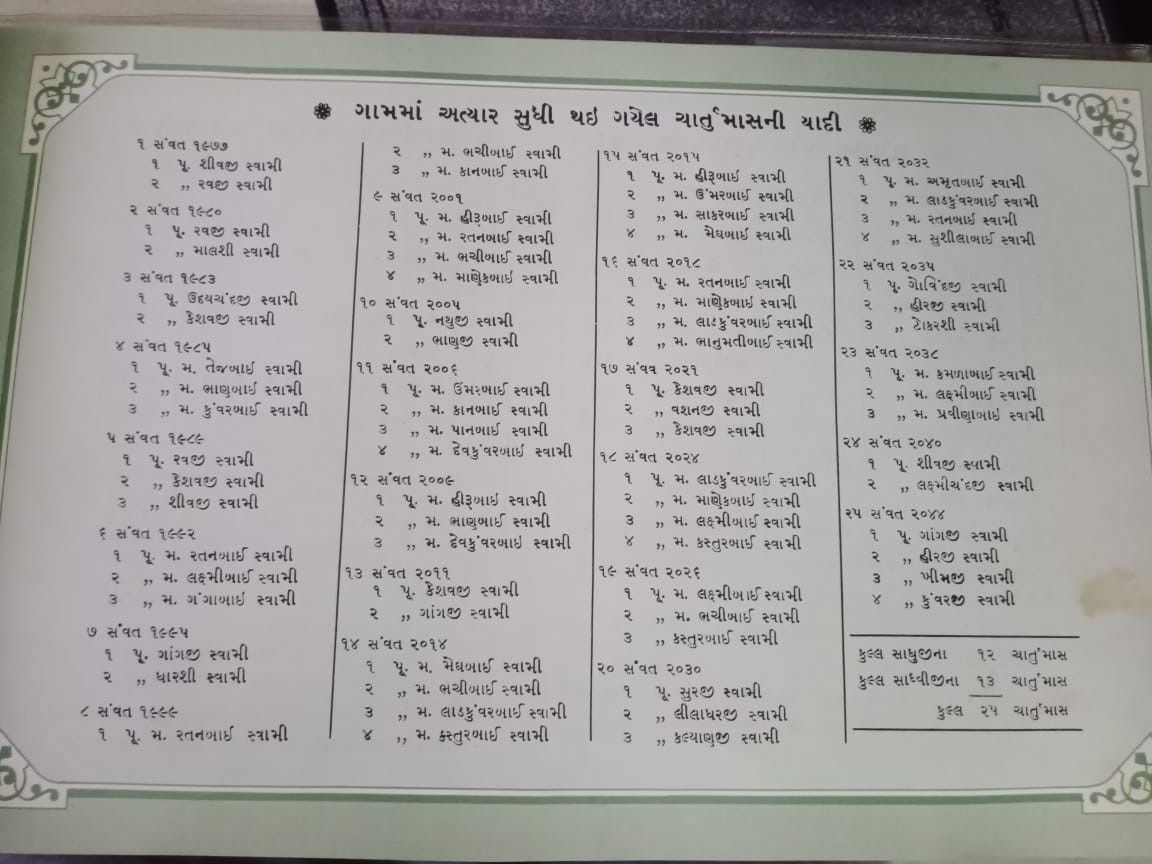 ગામમાં અત્યાર સુધી થઇ ગયેલ ચાર્તુમાસની યાદી
૧ સંવત ૧૯૭૭
૧ પૂ. શીવજી સ્વામી
૨ ,, રવજી સ્વામી
૨ સંવત ૧૯૮૦
૧ પૂ. રવજી સ્વામી
૨ ,, માલશી સ્વામી
૩ સંવત ૧૯૮૩
૧ પૂ. ઉદયચંદજી સ્વામી
૨ ,, કેશવજી સ્વામી
૪ સંવત ૧૯૮૫
૧ પૂ. મ. તેજબાઈ સ્વામી
૨ ,, મ. ભાણબાઈ સ્વામી
૩ ,, મ. કુંવરબાઈ સ્વામી
૫ સંવત ૧૯૮૯
૧ પૂ. રવજી સ્વામી
૨ ,, કેશવજી સ્વામી
૩ ,, શીવજી સ્વામી
૬ સંવત ૧૯૯૨
૧ પૂ. મ. રતનબાઈ સ્વામી
૨ ,, મ. લક્ષ્મીબાઈ સ્વામી
૩ ,, મ. ગંગાબાઇ સ્વામી
૭ સંવત ૧૯૯૫
૧ પૂ. ગાંગજી સ્વામી
૨ ,, ધારશી સ્વામી
૮ સંવત ૧૯૯૯
૧ પૂ. મ. રતનબાઈ સ્વામી
૨ ,, મ. ભચીબાઈ સ્વામી
૩ ,, મ. કાનબાઈ સ્વામી
૯ સંવત ૨૦૦૧
૧ પૂ. મ. હીરૂબાઈ સ્વામી
૨ ,, મ. રતનબાઈ સ્વામી
૩ ,, મ. ભચીબાઈ સ્વામી
૪ ,, મ. માણેકબાઈ સ્વામી
૧૦ સંવત ૨૦૦૫
૧ પૂ. નથુજી સ્વામી
૨ ,, ભાણજી સ્વામી
૧૧ સંવત ૨૦૦૬
૧ પૂ. મ. ઉંમરબાઈ સ્વામી
૨ ,, મ. કાનબાઈ સ્વામી
૩ ,, મ. પાનબાઈ સ્વામી
૪ ,, મ. દેવકુંવરબાઇ સ્વામી
૧૨ સંવત ૨૦૦૯
૧ પૂ. મ. હીરૂબાઇ સ્વામી
૨ ,, મ. ભાણબાઈ સ્વામી
૩ ,, મ. દેવકુંવરબાઇ સ્વામી
૧૩ સંવત ૨૦૧૧
૧ પૂ. કેશવજી સ્વામી
૨ ,, ગાંગજી સ્વામી
૧૪ સંવત ૨૦૧૪
૧ પૂ. મ. મેઘબાઈ સ્વામી
૨ ,, મ. ભચીબાઈ સ્વામી
૩ ,, મ. લાડકુંવરબાઈ સ્વામી
૪ ,, મ. કસ્તુરબાઈ સ્વામી
૧૫ સંવત ૨૦૧૫
૧ પૂ. મ. હીરૂબાઈ સ્વામી
૨ ,, મ. ઉંમરબાઈ સ્વામી
૩ ,, મ. સાકરબાઈ સ્વામી
૪ ,, મ. મેઘબાઈ સ્વામી
૧૬ સંવત ૨૦૧૮
૧ પૂ. મ. રતનબાઈ સ્વામી
૨ ,, મ. માણેકબાઈ સ્વામી
૩ ,, મ. લાડકુંવરબાઈ સ્વામી
૪ ,, મ. ભાનુમતીબાઈ સ્વામી
૧૭ સંવવ ૨૦૨૧
૧ પૂ. કેશવજી સ્વામી
૨ ,, વશનજી સ્વામી
૩ ,, કેશવજી સ્વામી
૧૮ સંવત ૨૦૨૪
૧ પૂ. મ. લાડકુંવરબાઈ સ્વામી
૨ ,, મ. માણેકબાઈ સ્વામી
૩ ,, મ. લક્ષ્મીબાઈ સ્વામી
૪ ,, મ. કસ્તુરબાઈ સ્વામી
૧૯ સંવત ૨૦૨૬
૧ પૂ. મ. લક્ષ્મીબાઈ સ્વામી
૨ ,, મ. ભચીબાઈ સ્વામી
૩ ,, કસ્તુરબાઈ સ્વામી
૨૦ સંવત ૨૦૩૦
૧ પૂ. સુરજી સ્વામી
૨ ,, લીલાધરજી સ્વામી
૩ ,, કલ્યાણજી સ્વામી
૨૧ સંવત ૨૦૩૨
૧ પૂ. મ. અમૃતબાઈ સ્વામી
૨ ,, મ. લાડકુંવરબાઈ સ્વામી
૩ ,, મ. રતનબાઈ સ્વામી
૪ ,, મ. સુશીલાબાઈ સ્વામી
૨૨ સંવત ૨૦૩૫
૧ પૂ. ગોવિંદજી સ્વામી
૨ ,, હીરજી સ્વામી
૩ ,, ટોકરશી સ્વામી
૨૩ સંવત ૨૦૩૮
૧ પૂ. મ. કમળાબાઈ સ્વામી
૨ ,, મ. લક્ષ્મીબાઈ સ્વામી
૩ ,, મ. પ્રવીણાબાઇ સ્વામી
૨૪ સંવત ૨૦૪૦
૧ પૂ. શીવજી સ્વામી
૨ ,, લક્ષ્મીચંદજી સ્વામી
૨૫ સંવત ૨૦૪૪
૧ પૂ. ગાંગજી સ્વામી
૨ ,, હીરજી સ્વામી
૩ ,, ખીમજી સ્વામી
૪ ,, કુંવરજી સ્વામી
કુલ્લ સાધુજીના ૧૨ ચાર્તુમાસ
કુલ્લ સાધ્વીજીના ૧૩ ચાર્તુમાસ
કુલ્લ ૨૫ ચાર્તુમાસ